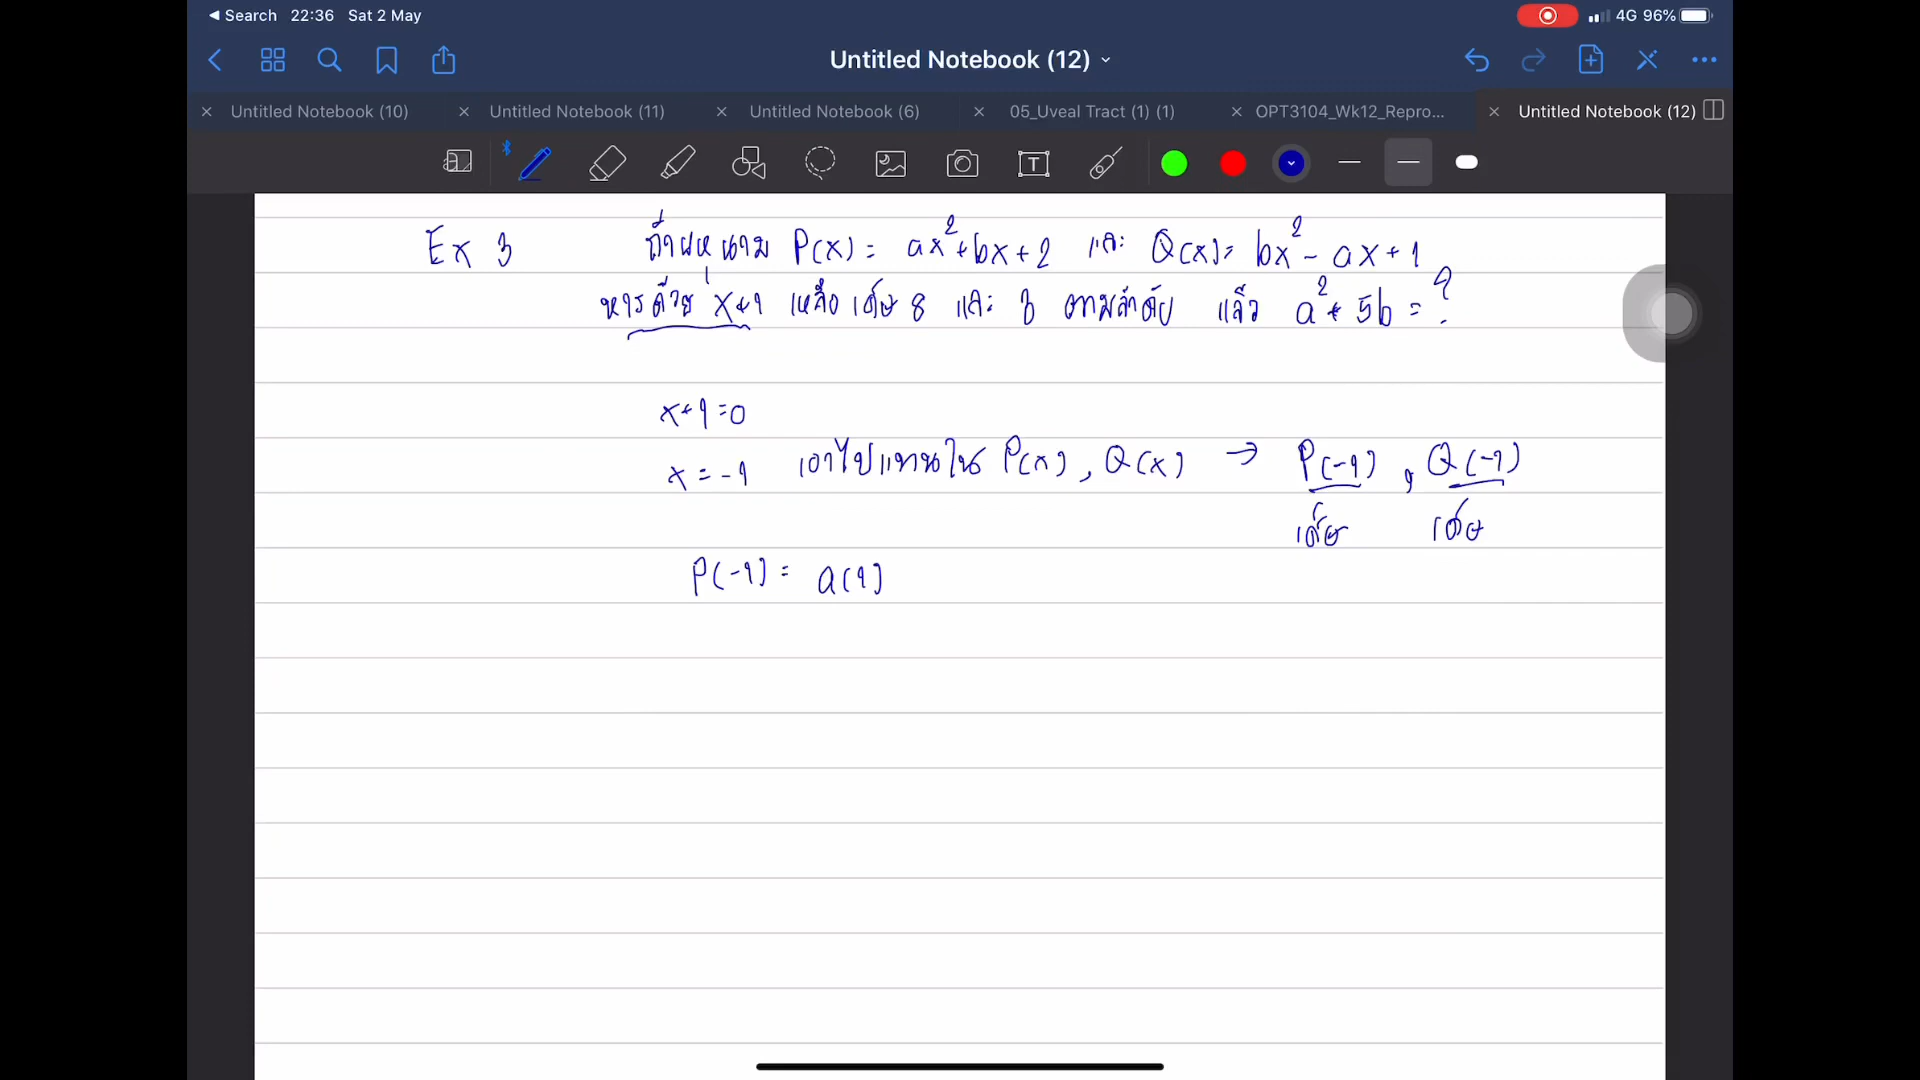 Search 22:36 Sat 2 May 4G 96%
Untitled Notebook (12)
Untitled Notebook (10) Untitled Notebook (11) Untitled Notebook (6) 05_Uveal Tract (1) (1) OPT3104_Wk12_Repro... Untitled Notebook (12)
T
Ex 3 ถ้าพหุนาม P(x) = ax² + bx + 2 และ Q(x) = bx² - ax + 1
หารด้วย x+1 เหลือเศษ 8 และ 3 ตามลำดับ แล้ว a² + 5b = ?
x+1 = 0
x = -1 เอาไปแทนใน P(x), Q(x) → P(-1), Q(-1)
เศษ เศษ
P(-1) = a(1)